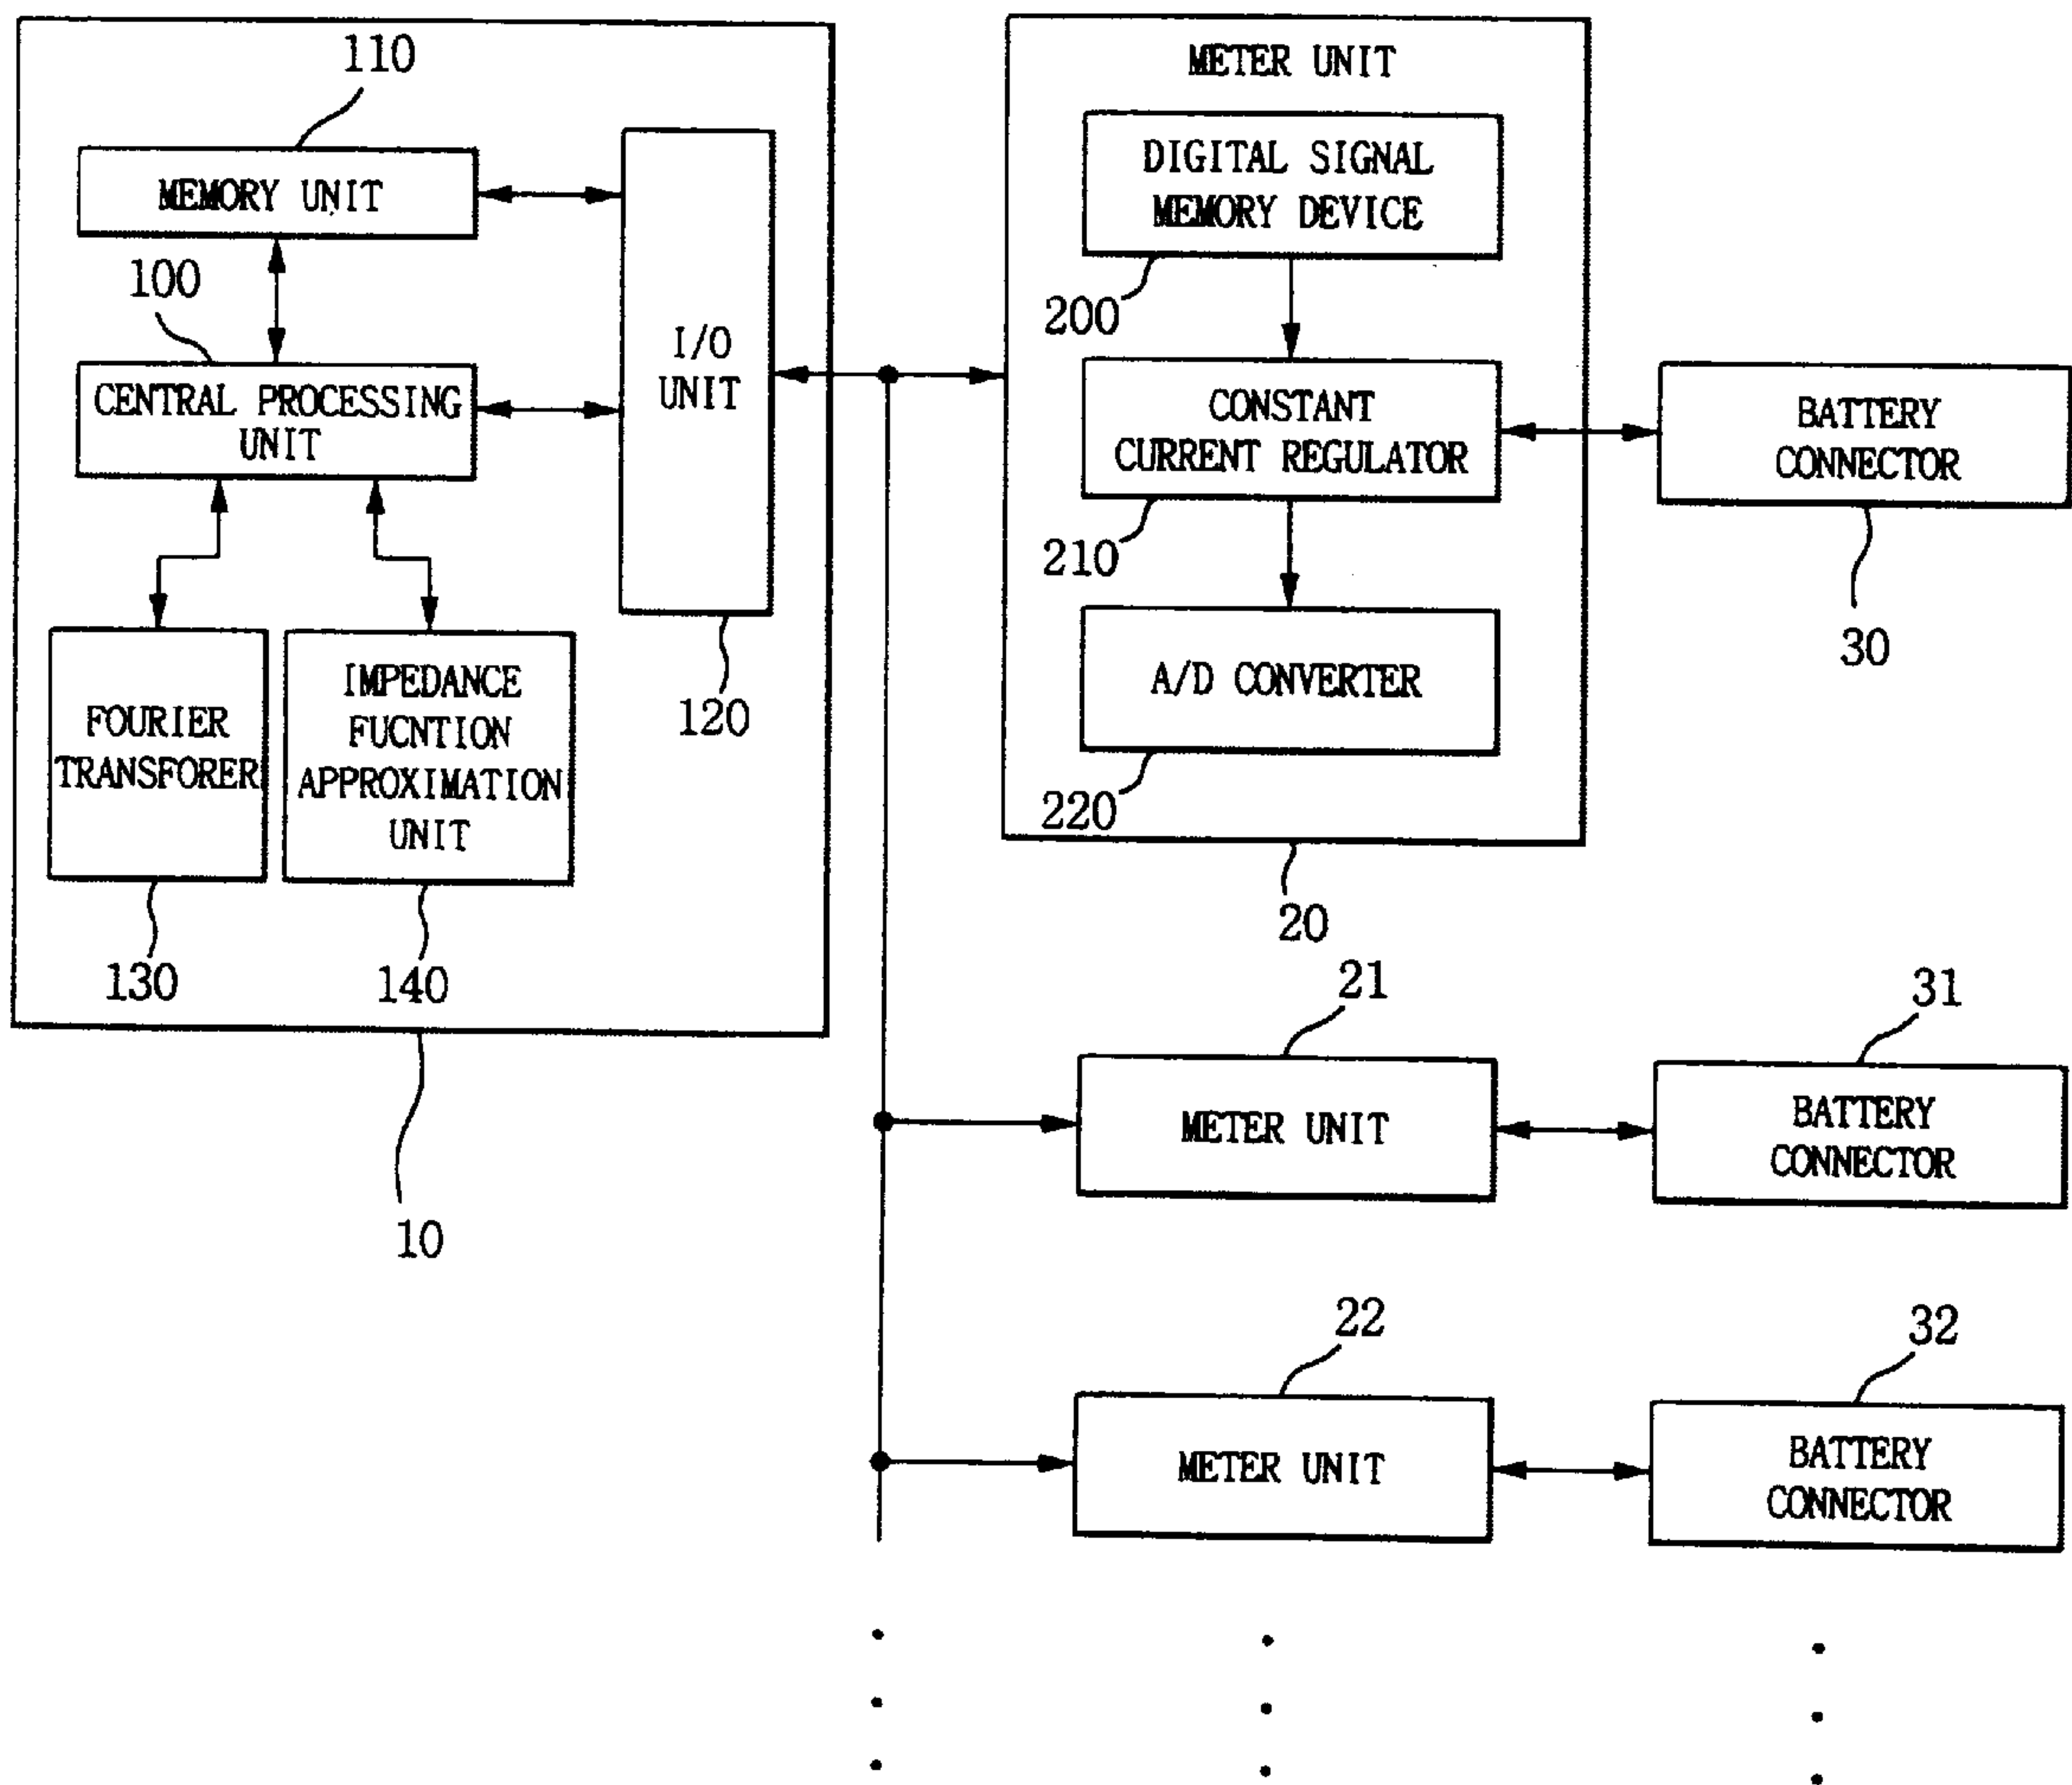 110
MEMORY UNIT
100
CENTRAL PROCESSING
UNIT
I/O
UNIT
120
FOURIER
TRANSFORER
130
IMPEDANCE
FUCNTION
APPROXIMATION
UNIT
140
10
METER UNIT
DIGITAL SIGNAL
MEMORY DEVICE
200
CONSTANT
CURRENT REGULATOR
210
A/D CONVERTER
220
20
BATTERY
CONNECTOR
30
21
METER UNIT
31
BATTERY
CONNECTOR
22
METER UNIT
32
BATTERY
CONNECTOR